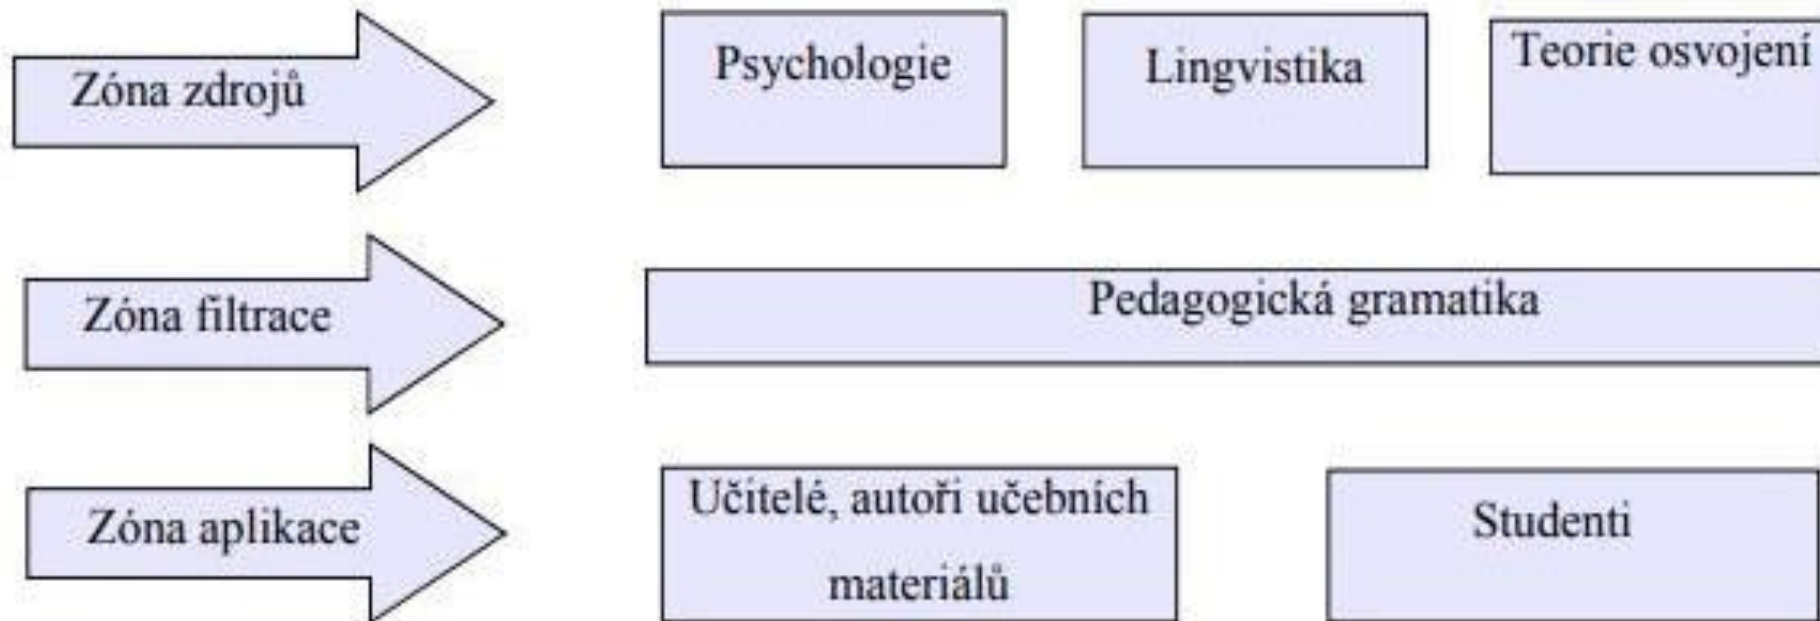 Zóna zdrojů
Psychologie
Lingvistika
Teorie osvojení
Zóna filtrace
Pedagogická gramatika
Zóna aplikace
Učitelé, autoři učebních
materiálů
Studenti